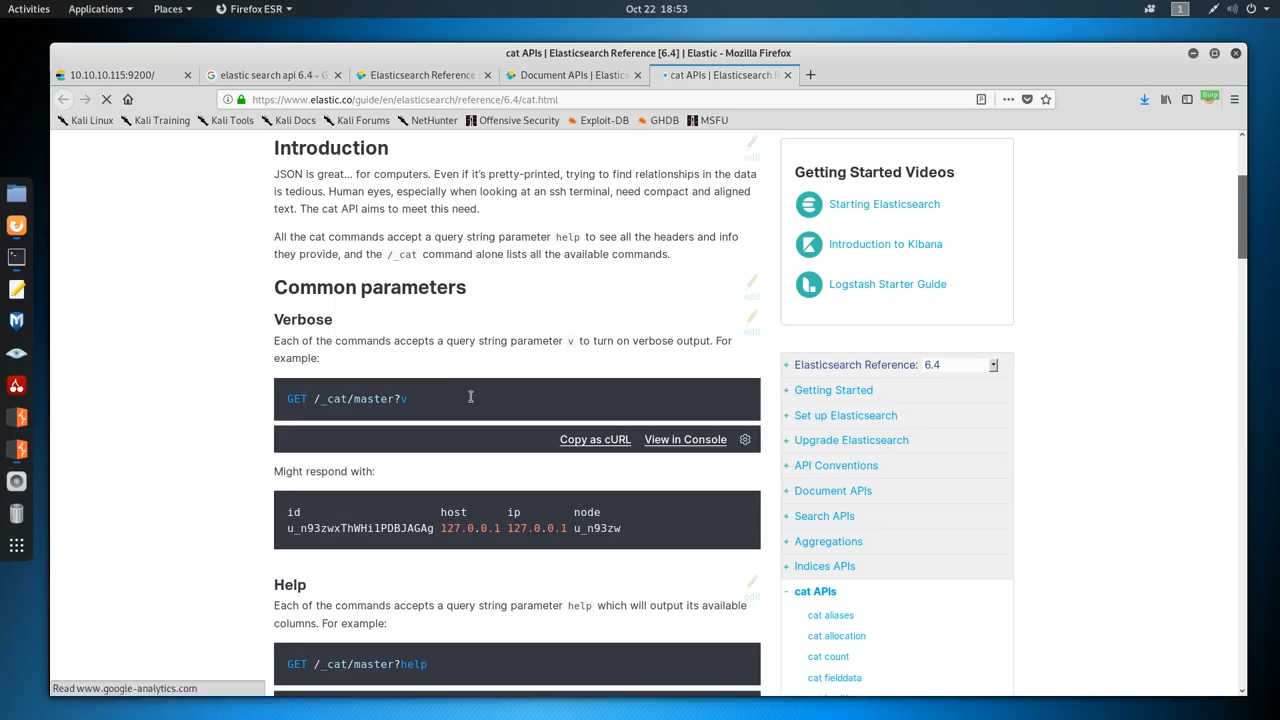 Activities
Applications
Places
Firefox ESR
Oct 22 18:53
1
cat APIs | Elasticsearch Reference [6.4] | Elastic - Mozilla Firefox
10.10.10.115:9200/
elastic search api 6.4 - G
Elasticsearch Reference
Document APIs | Elastics
cat APIs | Elasticsearch R
https://www.elastic.co/guide/en/elasticsearch/reference/6.4/cat.html
Burp
Kali Linux
Kali Training
Kali Tools
Kali Docs
Kali Forums
NetHunter
Offensive Security
Exploit-DB
GHDB
MSFU
Introduction
edit
JSON is great... for computers. Even if it's pretty-printed, trying to find relationships in the data
is tedious. Human eyes, especially when looking at an ssh terminal, need compact and aligned
text. The cat API aims to meet this need.
All the cat commands accept a query string parameter help to see all the headers and info
they provide, and the /_cat command alone lists all the available commands.
Common parameters
edit
Verbose
edit
Each of the commands accepts a query string parameter v to turn on verbose output. For
example:
GET /_cat/master?v
Copy as cURL
View in Console
Might respond with:
id host ip node
u_n93zwxThWHi1PDBJAGAg 127.0.0.1 127.0.0.1 u_n93zw
Help
edit
Each of the commands accepts a query string parameter help which will output its available
columns. For example:
GET /_cat/master?help
Getting Started Videos
Starting Elasticsearch
Introduction to Kibana
Logstash Starter Guide
+ Elasticsearch Reference: 6.4
+ Getting Started
+ Set up Elasticsearch
+ Upgrade Elasticsearch
+ API Conventions
+ Document APIs
+ Search APIs
+ Aggregations
+ Indices APIs
- cat APIs
cat aliases
cat allocation
cat count
cat fielddata
Read www.google-analytics.com